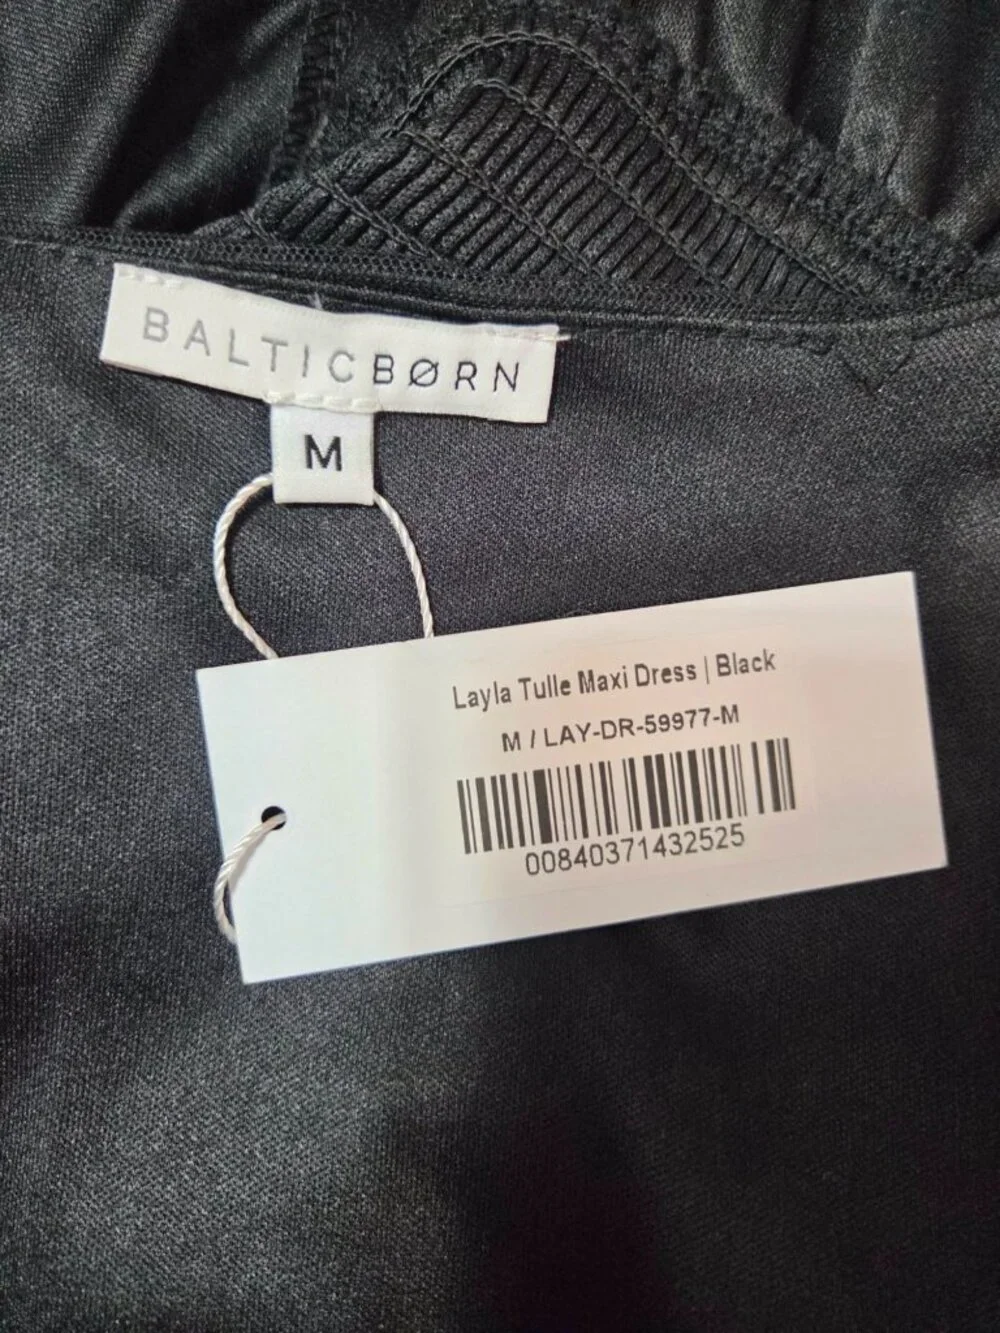 BALTICBØRN
M
Layla Tulle Maxi Dress | Black
M / LAY-DR-59977-M
00840371432525